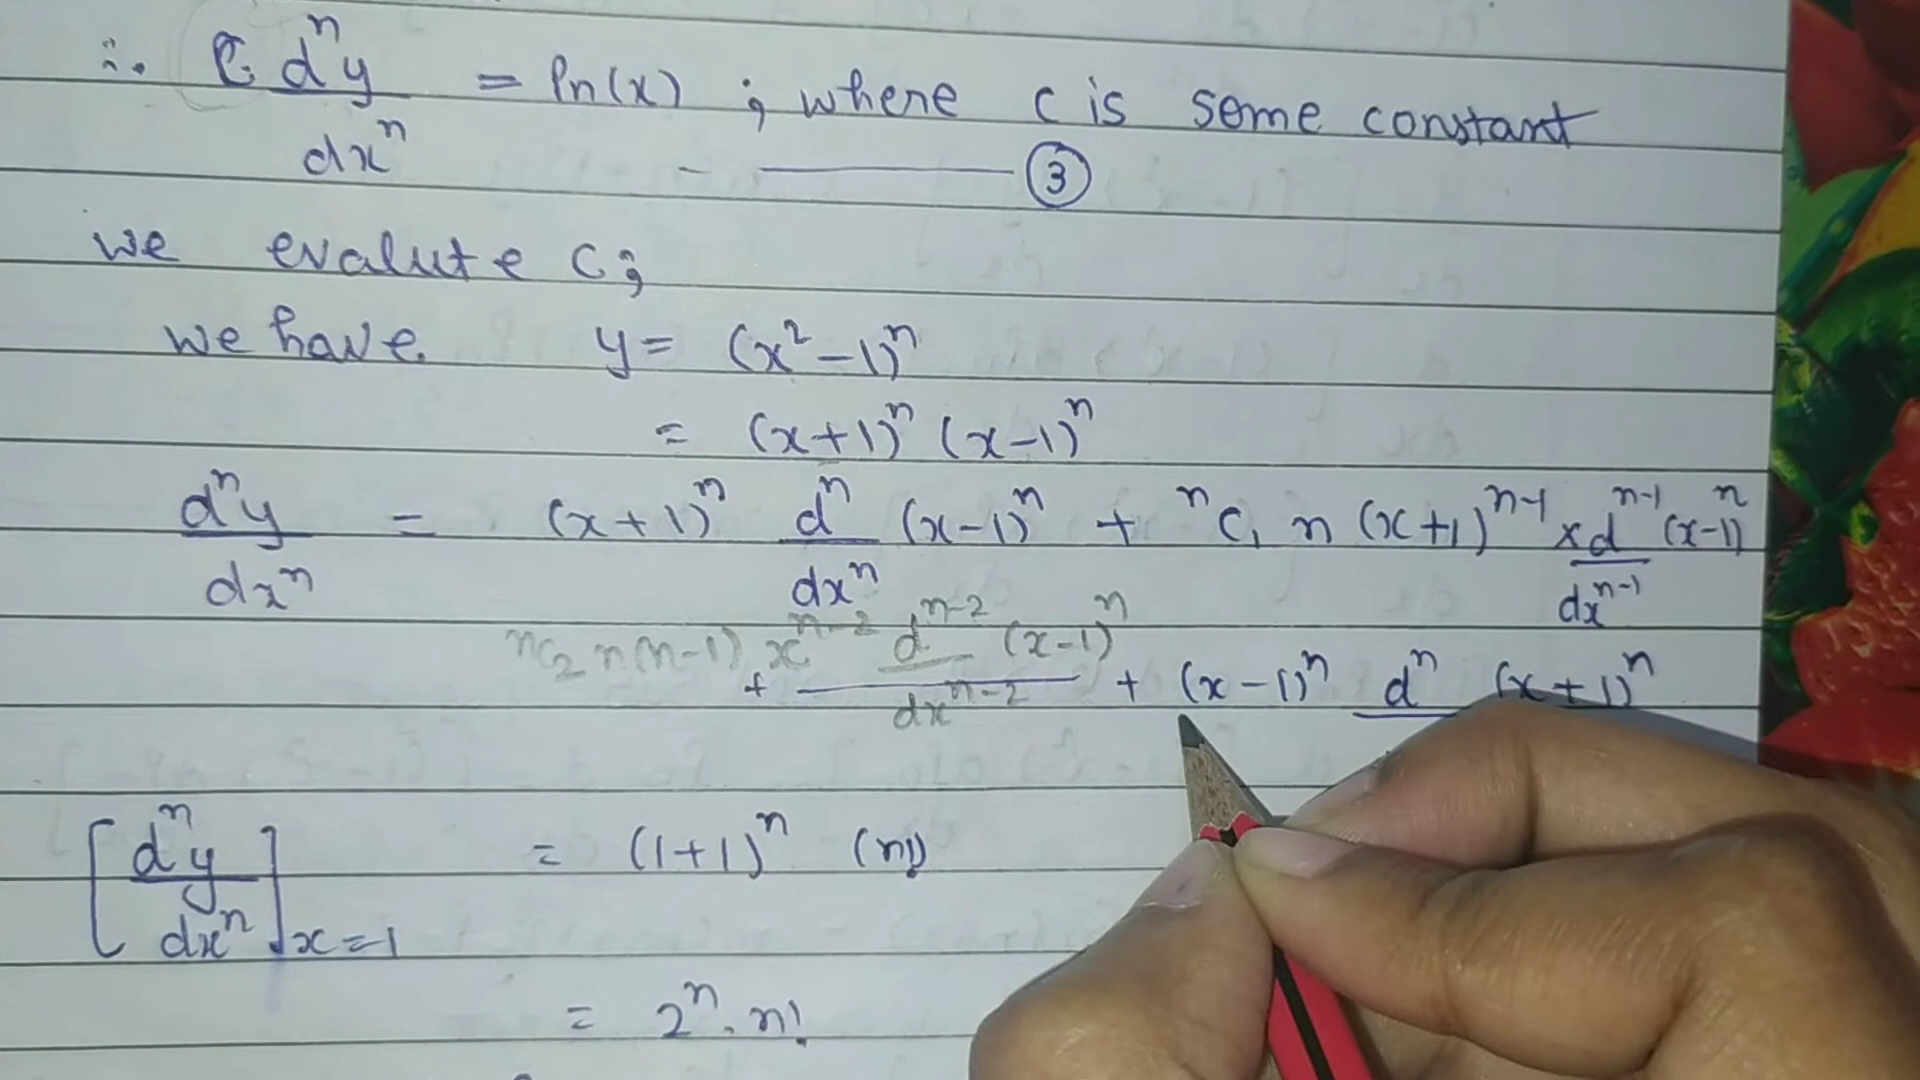 ∴ C dⁿy/dxⁿ = Pn(x) ; where C is some constant
- ——— ③
we evalute C;
we have y = (x² - 1)ⁿ
= (x+1)ⁿ (x-1)ⁿ
dⁿy/dxⁿ = (x+1)ⁿ dⁿ/dxⁿ (x-1)ⁿ + ⁿC₁ n (x+1)ⁿ⁻¹ × dⁿ⁻¹/dxⁿ⁻¹ (x-1)ⁿ
+ nc₂ n(n-1) xⁿ⁻² dⁿ⁻²/dxⁿ⁻² (x-1)ⁿ + (x-1)ⁿ dⁿ (x+1)ⁿ
[dⁿy/dxⁿ]x=1 = (1+1)ⁿ (n!)
= 2ⁿ . n!